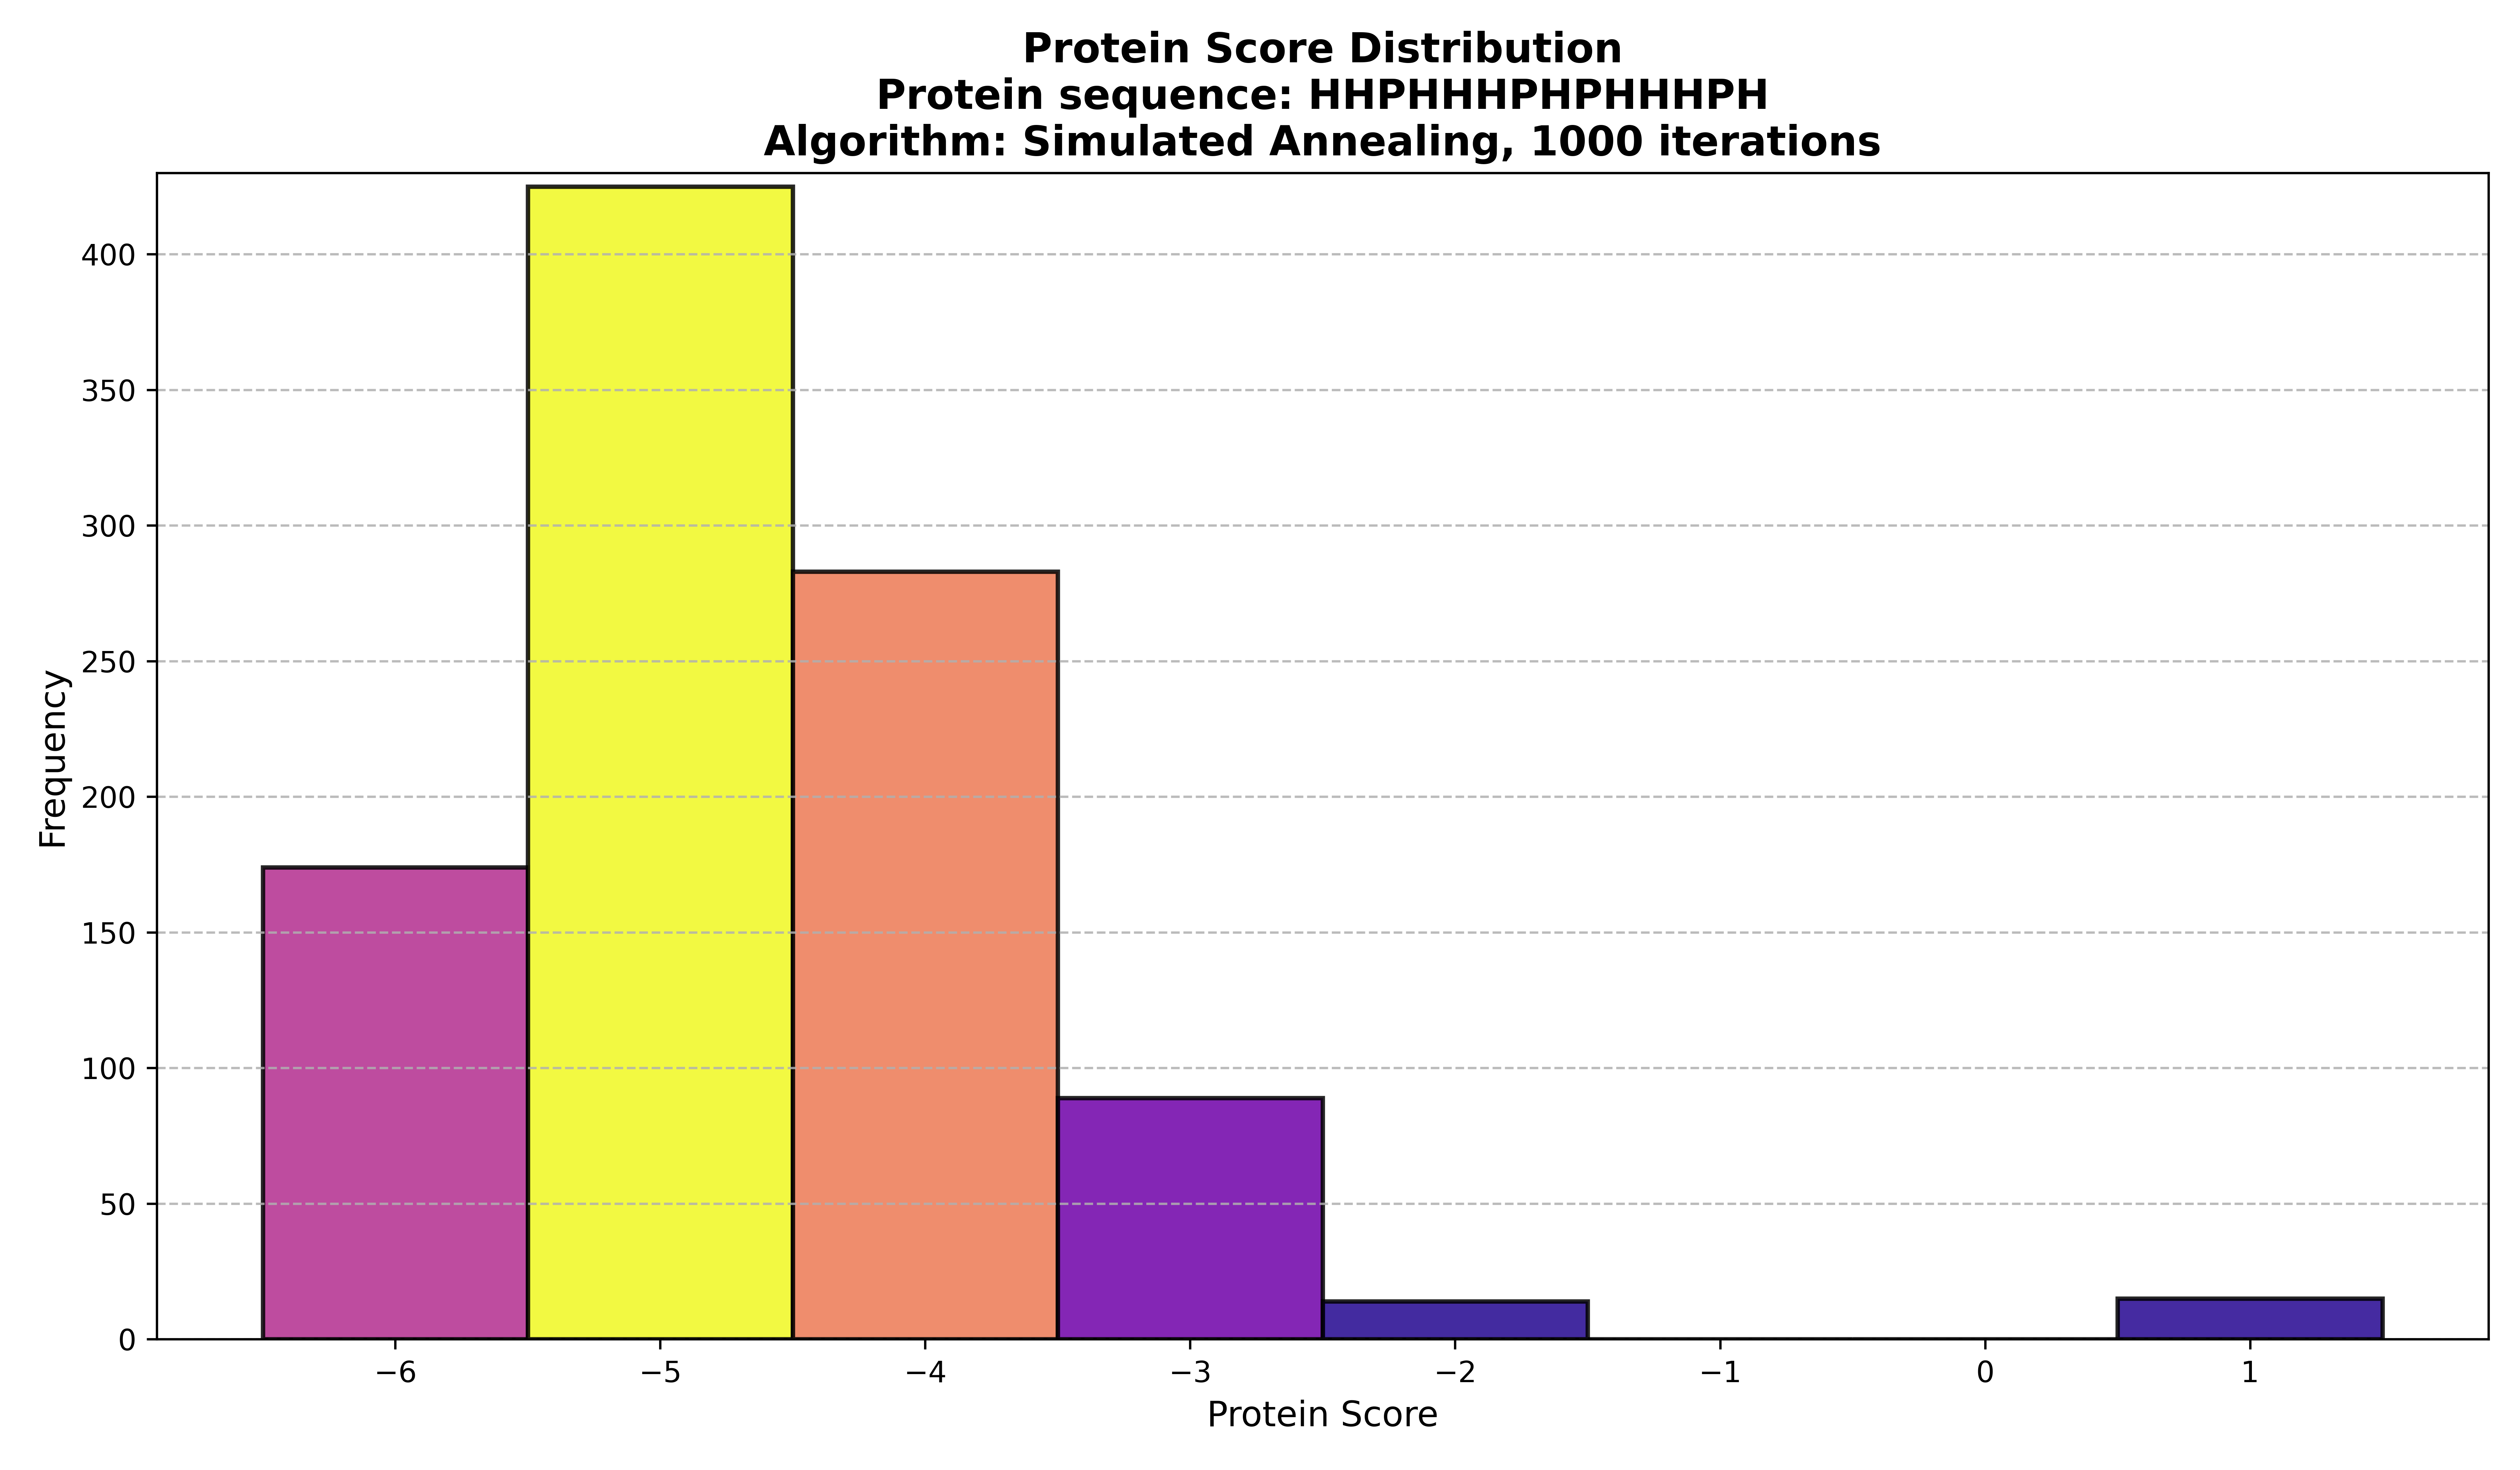 Protein Score Distribution
Protein sequence: HHPHHHPHPHHHPH
Algorithm: Simulated Annealing, 1000 iterations
400
350
300
250
200
150
100
50
0
Frequency
−6 −5 −4 −3 −2 −1 0 1
Protein Score